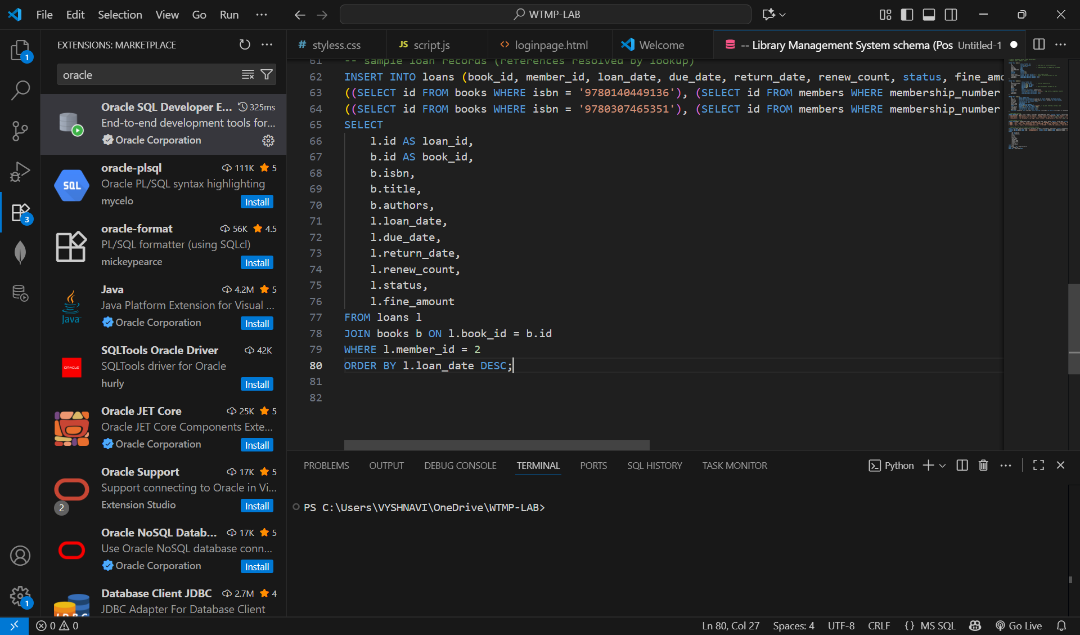 File Edit Selection View Go Run ··· WTMP-LAB
EXTENSIONS: MARKETPLACE
oracle
Oracle SQL Developer E... 325ms
End-to-end development tools for...
Oracle Corporation
oracle-plsql 111K 5
Oracle PL/SQL syntax highlighting
mycelo Install
SQL
oracle-format 56K 4.5
PL/SQL formatter (using SQLcl)
mickeypearce Install
Java 4.2M 5
Java Platform Extension for Visual ...
Oracle Corporation Install
Java
SQLTools Oracle Driver 42K
SQLTools driver for Oracle
hurly Install
Oracle JET Core 25K 5
Oracle JET Core Components Exte...
Oracle Corporation Install
Oracle Support 17K 5
Support connecting to Oracle in Vi...
Extension Studio Install
2
Oracle NoSQL Datab... 17K 5
Use Oracle NoSQL database conn...
Oracle Corporation Install
Database Client JDBC 2.7M 4
JDBC Adapter For Database Client
1
3
1
# styless.css JS script.js <> loginpage.html Welcome -- Library Management System schema (Pos Untitled-1
61 -- sample loan records (references resolved by lookup)
62 INSERT INTO loans (book_id, member_id, loan_date, due_date, return_date, renew_count, status, fine_amo
63 ((SELECT id FROM books WHERE isbn = '9780140449136'), (SELECT id FROM members WHERE membership_number
64 ((SELECT id FROM books WHERE isbn = '9780307465351'), (SELECT id FROM members WHERE membership_number
65 SELECT
66 l.id AS loan_id,
67 b.id AS book_id,
68 b.isbn,
69 b.title,
70 b.authors,
71 l.loan_date,
72 l.due_date,
73 l.return_date,
74 l.renew_count,
75 l.status,
76 l.fine_amount
77 FROM loans l
78 JOIN books b ON l.book_id = b.id
79 WHERE l.member_id = 2
80 ORDER BY l.loan_date DESC;
81
82
PROBLEMS OUTPUT DEBUG CONSOLE TERMINAL PORTS SQL HISTORY TASK MONITOR Python
PS C:\Users\VYSHNAVI\OneDrive\WTMP-LAB>
0 0 Ln 80, Col 27 Spaces: 4 UTF-8 CRLF {} MS SQL Go Live